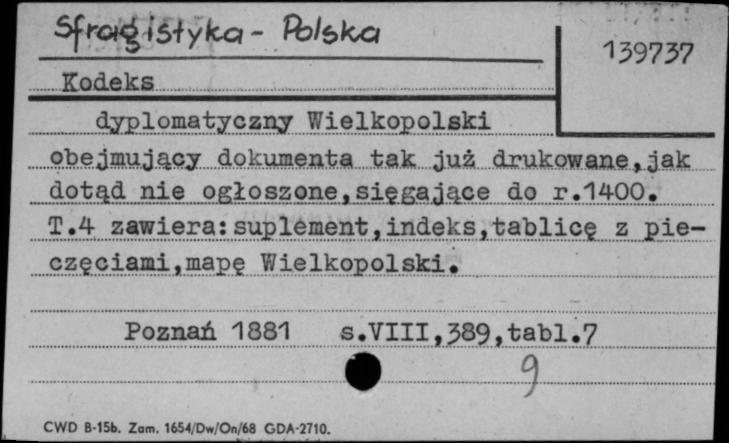 Sfragistyka - Polska
139737
Kodeks
dyplomatyczny Wielkopolski
obejmujący dokumenta tak już drukowane,jak
dotąd nie ogłoszone,sięgające do r.1400.
T.4 zawiera:suplement,indeks,tablicę z pie-
częciami,mapę Wielkopolski.
Poznań 1881 s.VIII,389,tabl.7
9
CWD B-15b. Zam. 1654/Dw/On/68 GDA-2710.